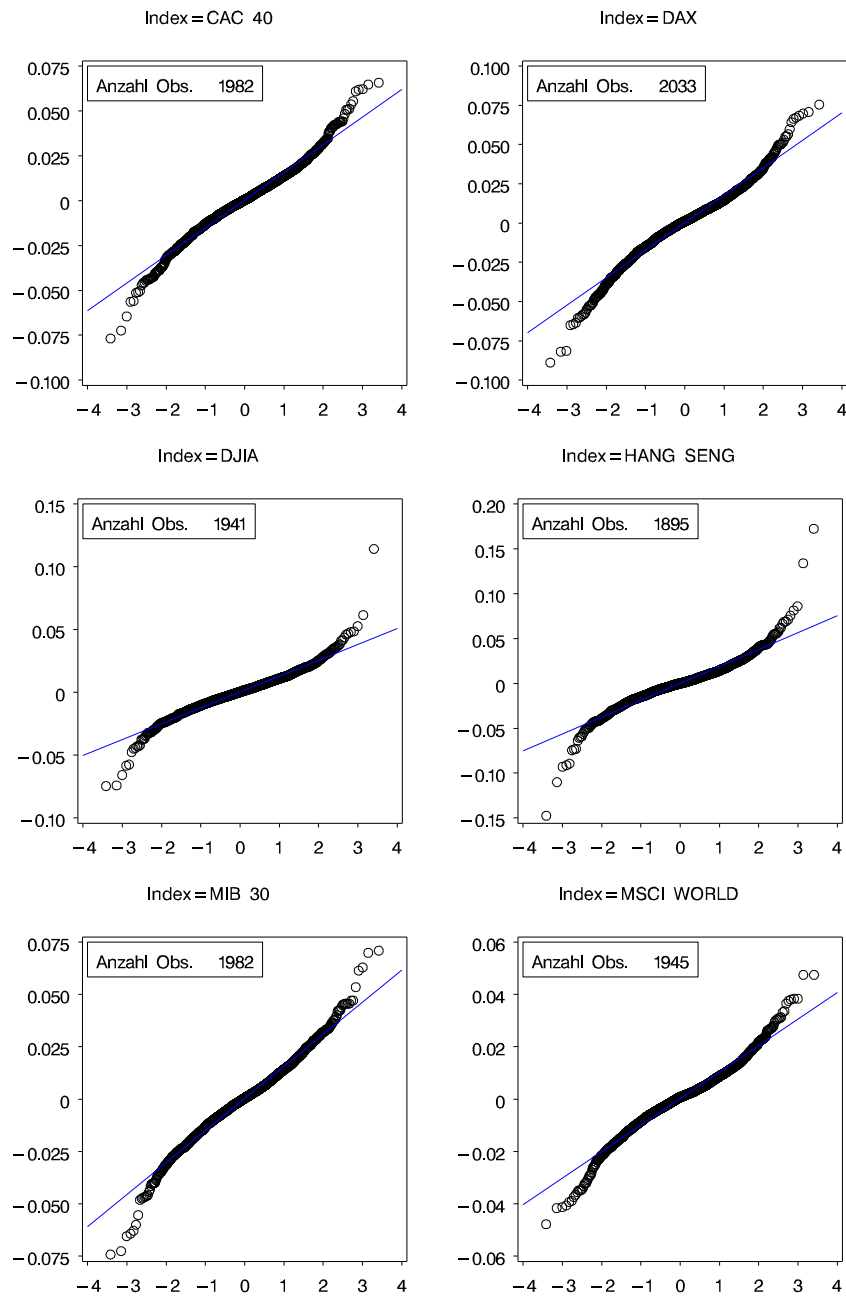 Index=CAC 40
Anzahl Obs. 1982
0.075
0.050
0.025
0
−0.025
−0.050
−0.075
−0.100
−4 −3 −2 −1 0 1 2 3 4
Index=DAX
Anzahl Obs. 2033
0.100
0.075
0.050
0.025
0
−0.025
−0.050
−0.075
−0.100
−4 −3 −2 −1 0 1 2 3 4
Index=DJIA
Anzahl Obs. 1941
0.15
0.10
0.05
0
−0.05
−0.10
−4 −3 −2 −1 0 1 2 3 4
Index=HANG SENG
Anzahl Obs. 1895
0.20
0.15
0.10
0.05
0
−0.05
−0.10
−0.15
−4 −3 −2 −1 0 1 2 3 4
Index=MIB 30
Anzahl Obs. 1982
0.075
0.050
0.025
0
−0.025
−0.050
−0.075
−4 −3 −2 −1 0 1 2 3 4
Index=MSCI WORLD
Anzahl Obs. 1945
0.06
0.04
0.02
0
−0.02
−0.04
−0.06
−4 −3 −2 −1 0 1 2 3 4